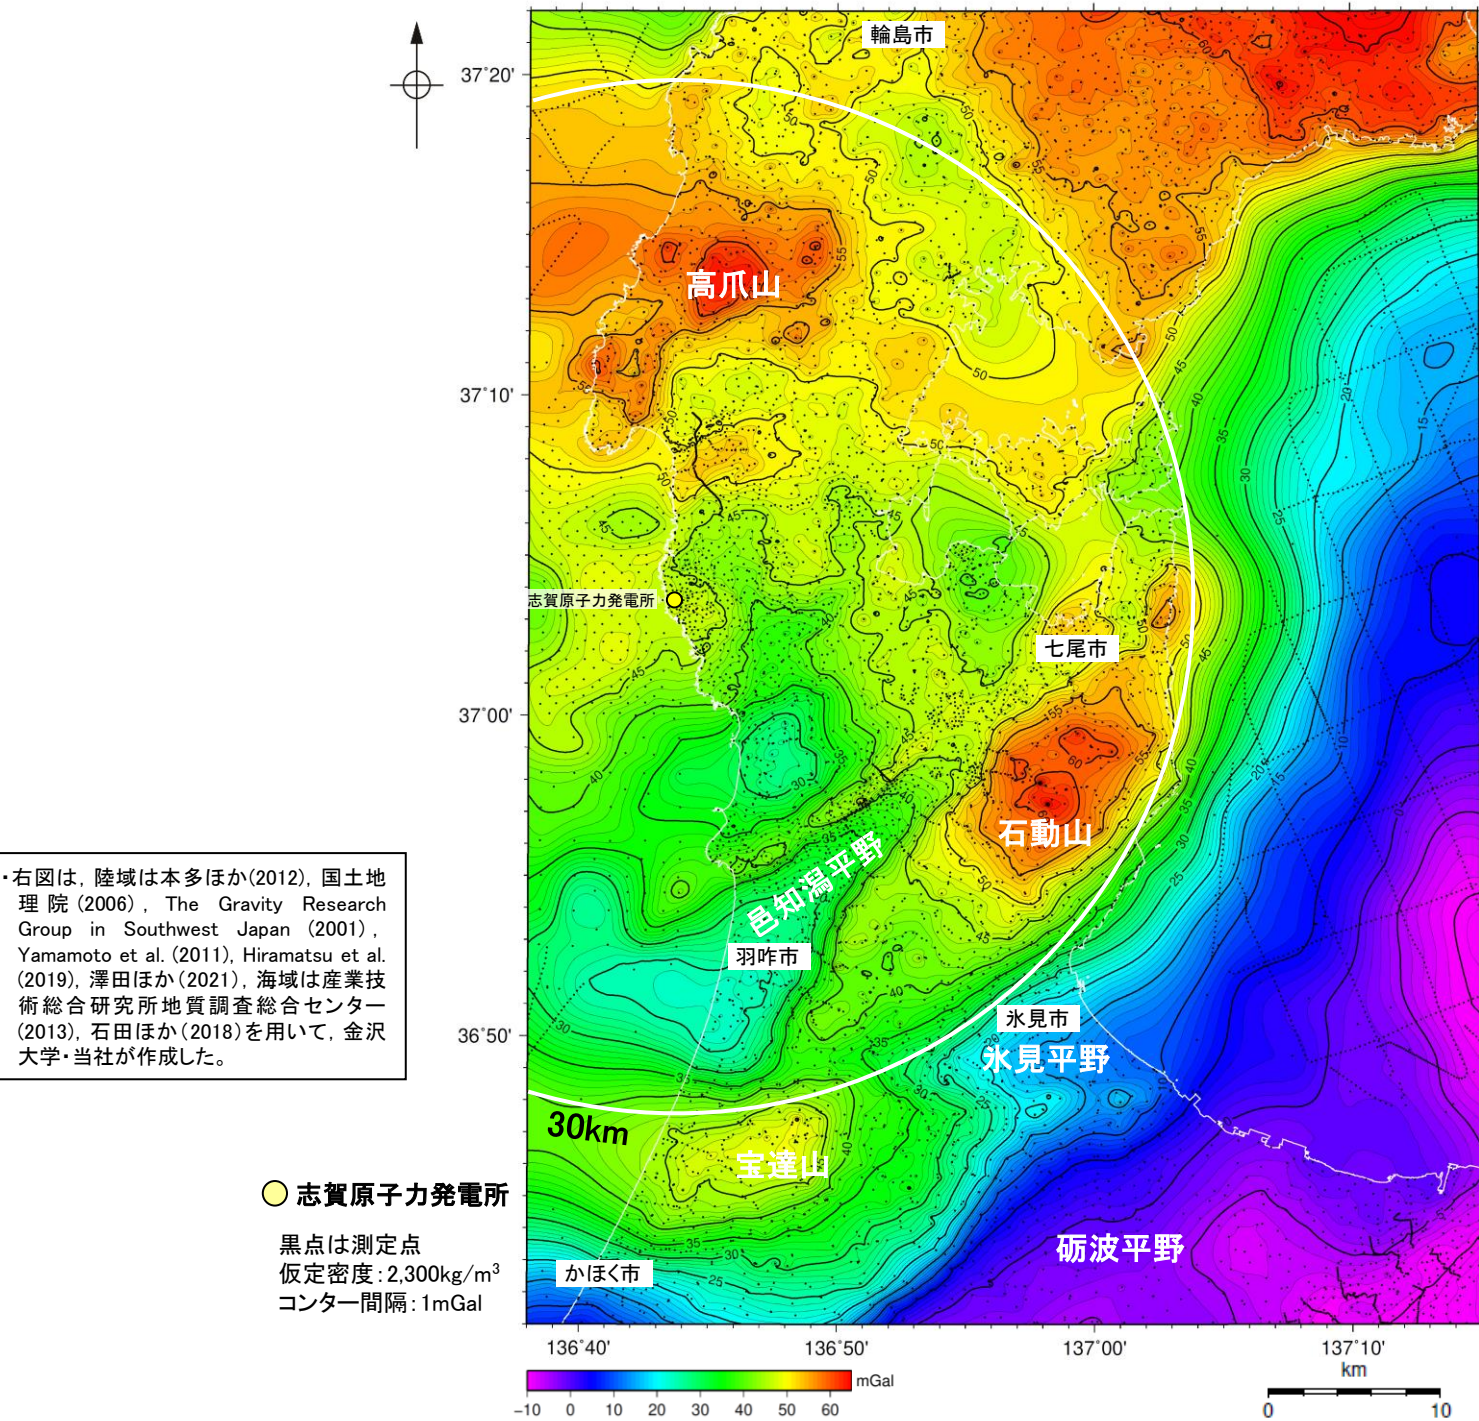 輪島市
37°20'
高爪山
37°10'
志賀原子力発電所
七尾市
37°00'
石動山
邑知潟平野
羽咋市
・右図は，陸域は本多ほか(2012)，国土地
理院(2006)，The Gravity Research
Group in Southwest Japan (2001)，
Yamamoto et al. (2011)，Hiramatsu et al.
(2019)，澤田ほか(2021)，海域は産業技
術総合研究所地質調査総合センター
(2013)，石田ほか(2018)を用いて，金沢
大学・当社が作成した。
36°50'
氷見市
氷見平野
30km
宝達山
志賀原子力発電所
黒点は測定点
仮定密度：2,300kg/m³
コンター間隔：1mGal
かほく市
砺波平野
136°40'
136°50'
137°00'
137°10'
mGal
−10 0 10 20 30 40 50 60
km
0 10